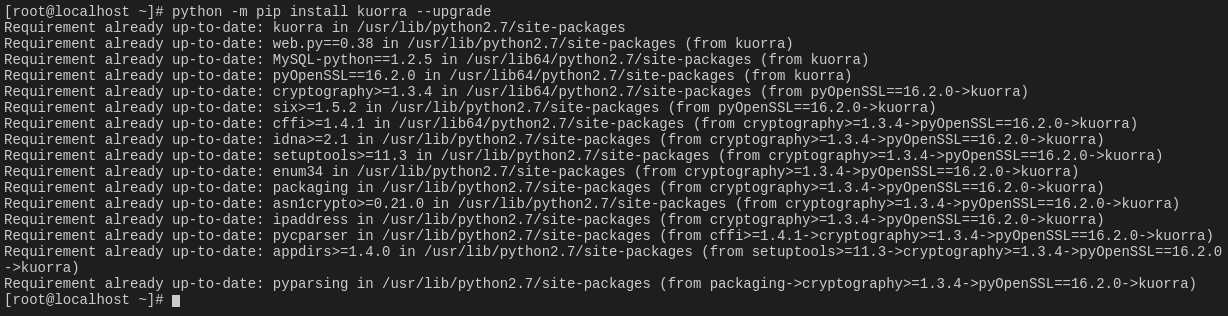 [root@localhost ~]# python -m pip install kuorra --upgrade
Requirement already up-to-date: kuorra in /usr/lib/python2.7/site-packages
Requirement already up-to-date: web.py==0.38 in /usr/lib/python2.7/site-packages (from kuorra)
Requirement already up-to-date: MySQL-python==1.2.5 in /usr/lib64/python2.7/site-packages (from kuorra)
Requirement already up-to-date: pyOpenSSL==16.2.0 in /usr/lib64/python2.7/site-packages (from kuorra)
Requirement already up-to-date: cryptography>=1.3.4 in /usr/lib64/python2.7/site-packages (from pyOpenSSL==16.2.0->kuorra)
Requirement already up-to-date: six>=1.5.2 in /usr/lib/python2.7/site-packages (from pyOpenSSL==16.2.0->kuorra)
Requirement already up-to-date: cffi>=1.4.1 in /usr/lib64/python2.7/site-packages (from cryptography>=1.3.4->pyOpenSSL==16.2.0->kuorra)
Requirement already up-to-date: idna>=2.1 in /usr/lib/python2.7/site-packages (from cryptography>=1.3.4->pyOpenSSL==16.2.0->kuorra)
Requirement already up-to-date: setuptools>=11.3 in /usr/lib/python2.7/site-packages (from cryptography>=1.3.4->pyOpenSSL==16.2.0->kuorra)
Requirement already up-to-date: enum34 in /usr/lib/python2.7/site-packages (from cryptography>=1.3.4->pyOpenSSL==16.2.0->kuorra)
Requirement already up-to-date: packaging in /usr/lib/python2.7/site-packages (from cryptography>=1.3.4->pyOpenSSL==16.2.0->kuorra)
Requirement already up-to-date: asn1crypto>=0.21.0 in /usr/lib/python2.7/site-packages (from cryptography>=1.3.4->pyOpenSSL==16.2.0->kuorra)
Requirement already up-to-date: ipaddress in /usr/lib/python2.7/site-packages (from cryptography>=1.3.4->pyOpenSSL==16.2.0->kuorra)
Requirement already up-to-date: pycparser in /usr/lib/python2.7/site-packages (from cffi>=1.4.1->cryptography>=1.3.4->pyOpenSSL==16.2.0->kuorra)
Requirement already up-to-date: appdirs>=1.4.0 in /usr/lib/python2.7/site-packages (from setuptools>=11.3->cryptography>=1.3.4->pyOpenSSL==16.2.0
->kuorra)
Requirement already up-to-date: pyparsing in /usr/lib/python2.7/site-packages (from packaging->cryptography>=1.3.4->pyOpenSSL==16.2.0->kuorra)
[root@localhost ~]#